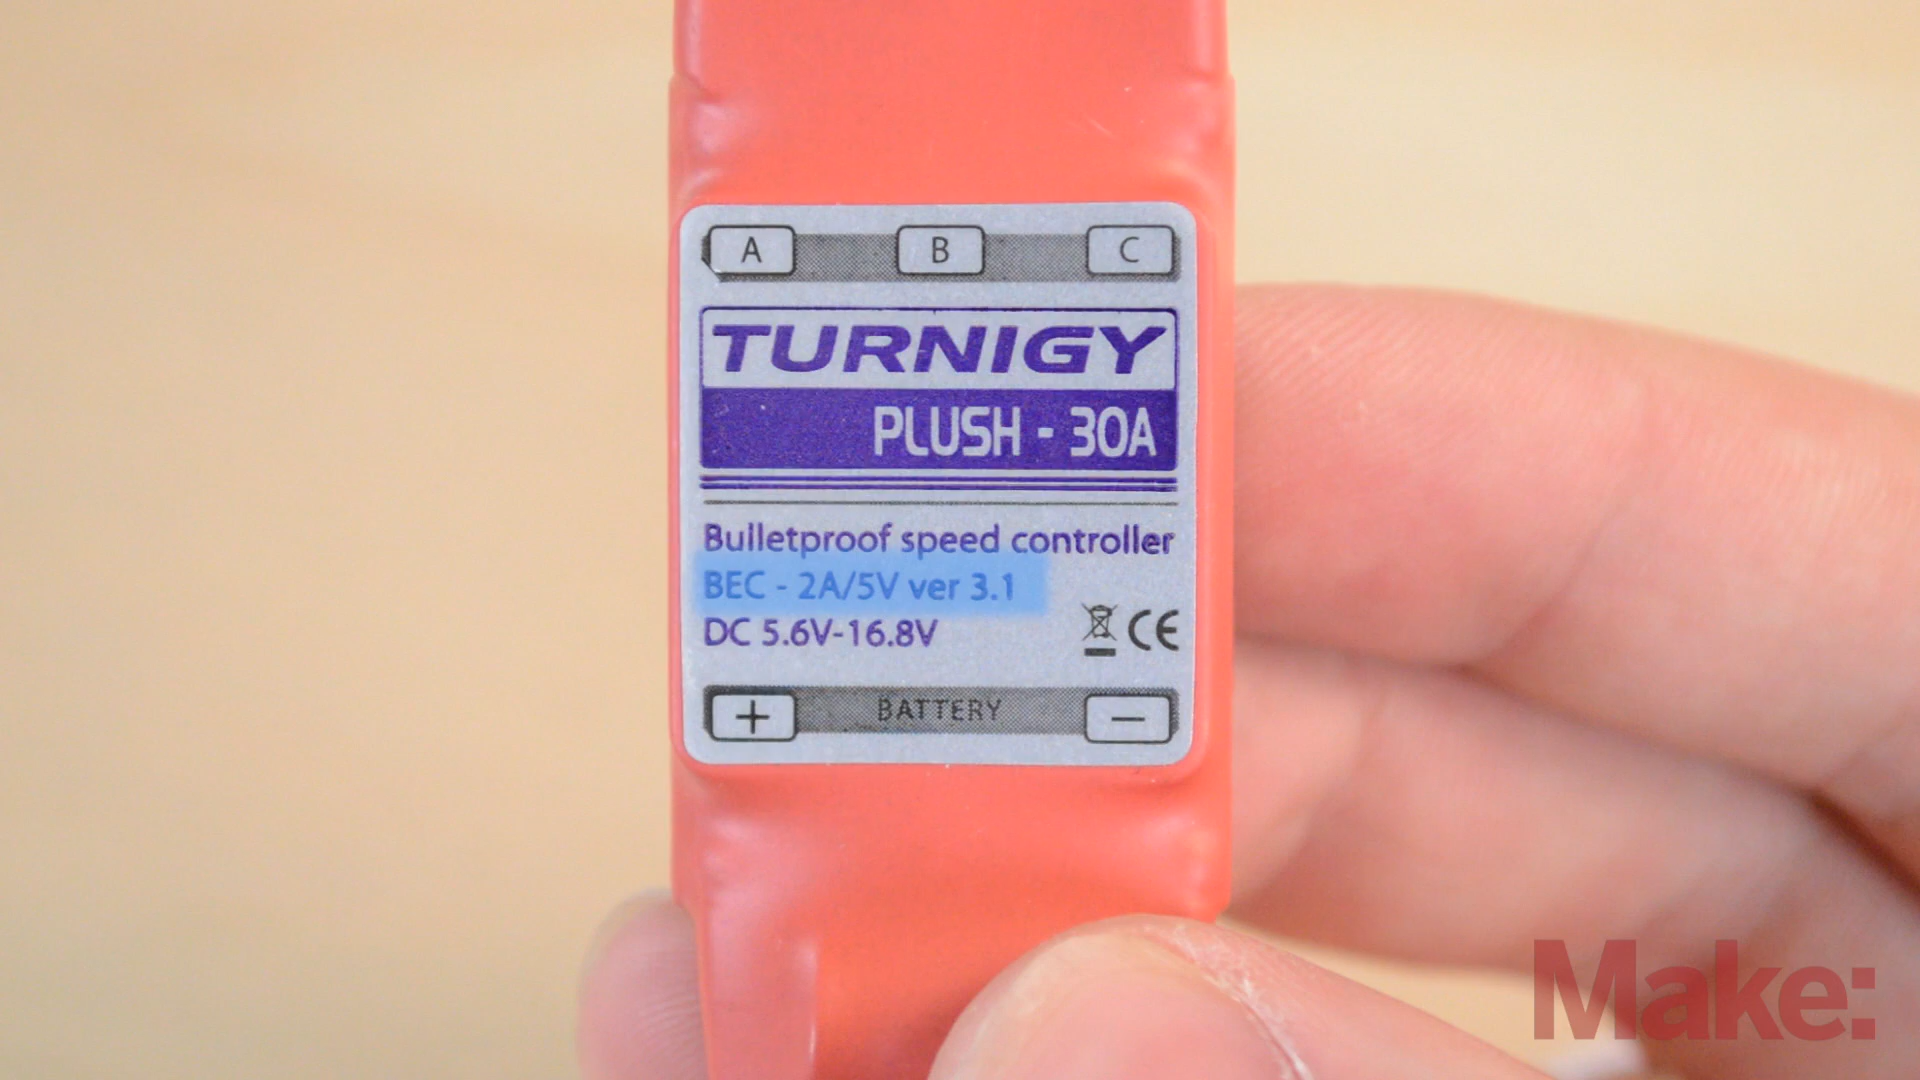 A B C
TURNIGY
PLUSH - 30A
Bulletproof speed controller
BEC - 2A/5V ver 3.1
DC 5.6V-16.8V
CE
+ BATTERY −
Make: